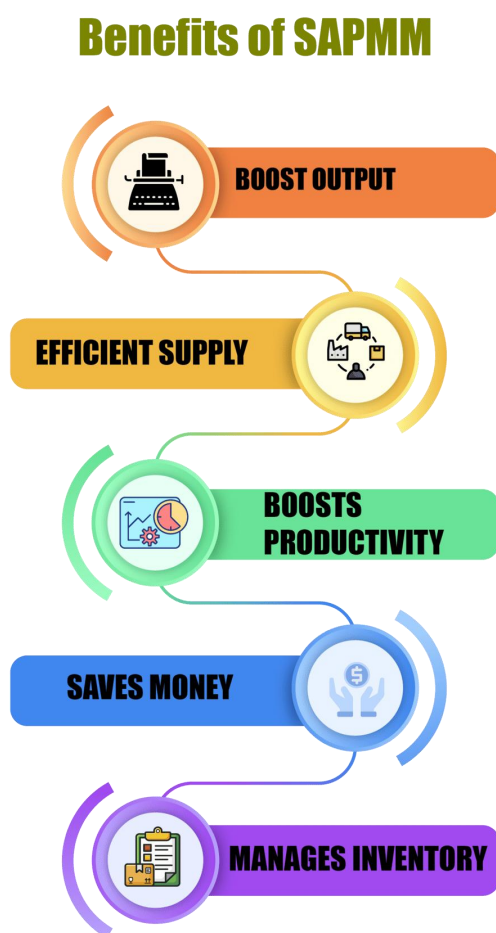 Benefits of SAPMM
BOOST OUTPUT
EFFICIENT SUPPLY
BOOSTS
PRODUCTIVITY
SAVES MONEY
MANAGES INVENTORY